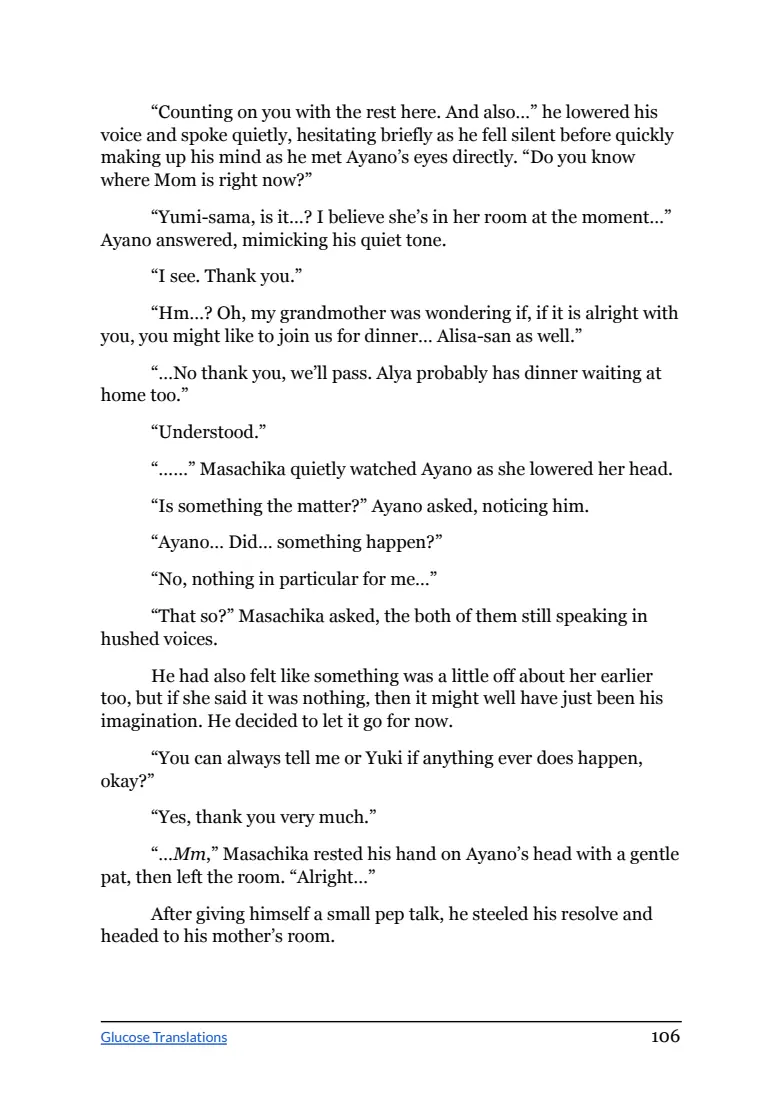 “Counting on you with the rest here. And also…” he lowered his
voice and spoke quietly, hesitating briefly as he fell silent before quickly
making up his mind as he met Ayano’s eyes directly. “Do you know
where Mom is right now?”
“Yumi-sama, is it…? I believe she’s in her room at the moment…”
Ayano answered, mimicking his quiet tone.
“I see. Thank you.”
“Hm…? Oh, my grandmother was wondering if, if it is alright with
you, you might like to join us for dinner… Alisa-san as well.”
“…No thank you, we’ll pass. Alya probably has dinner waiting at
home too.”
“Understood.”
“……” Masachika quietly watched Ayano as she lowered her head.
“Is something the matter?” Ayano asked, noticing him.
“Ayano… Did… something happen?”
“No, nothing in particular for me…”
“That so?” Masachika asked, the both of them still speaking in
hushed voices.
He had also felt like something was a little off about her earlier
too, but if she said it was nothing, then it might well have just been his
imagination. He decided to let it go for now.
“You can always tell me or Yuki if anything ever does happen,
okay?”
“Yes, thank you very much.”
“…Mm,” Masachika rested his hand on Ayano’s head with a gentle
pat, then left the room. “Alright…”
After giving himself a small pep talk, he steeled his resolve and
headed to his mother’s room.
Glucose Translations 106